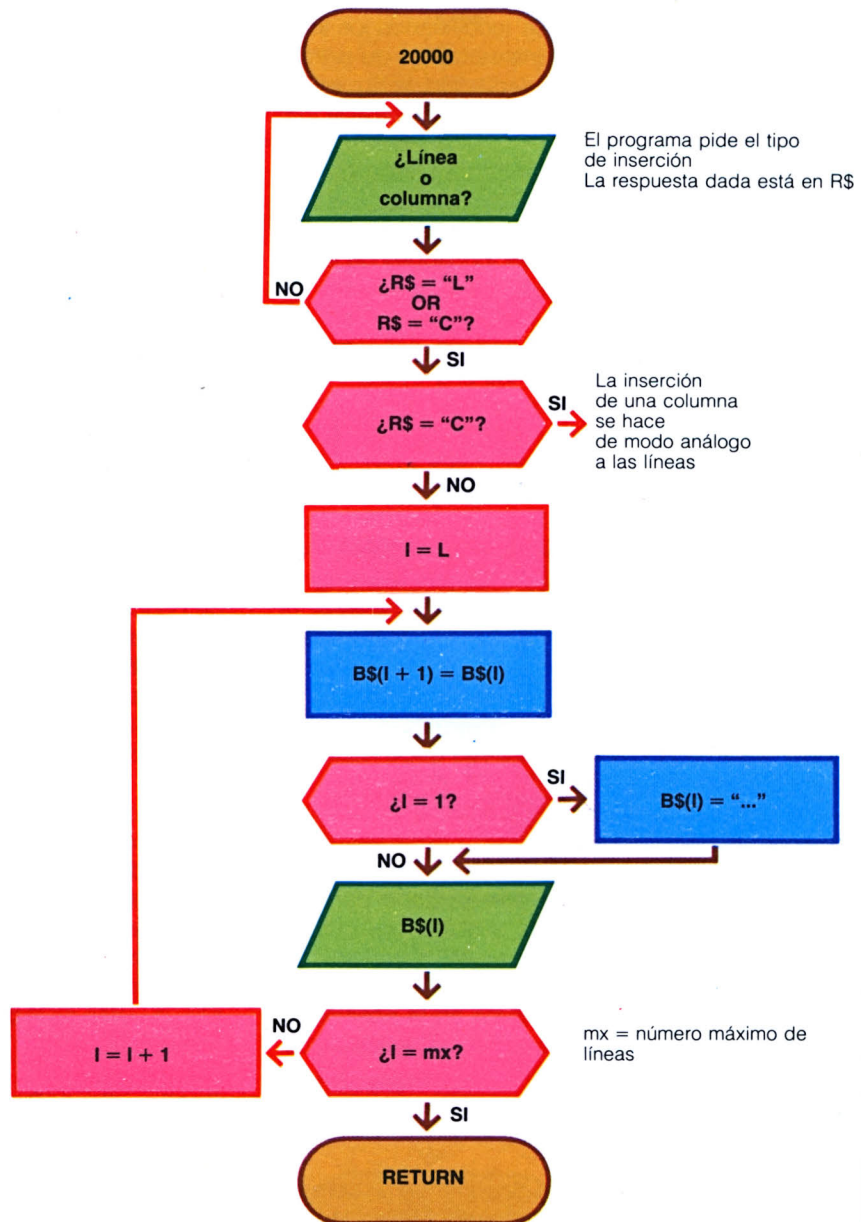 20000
¿Línea
o
columna?
El programa pide el tipo
de inserción
La respuesta dada está en R$
NO
¿R$ = “L”
OR
R$ = “C”?
SI
¿R$ = “C”?
SI
La inserción
de una columna
se hace
de modo análogo
a las líneas
NO
I = L
B$(I + 1) = B$(I)
¿I = 1?
SI
B$(I) = “...”
NO
B$(I)
I = I + 1
NO
¿I = mx?
mx = número máximo de
líneas
SI
RETURN